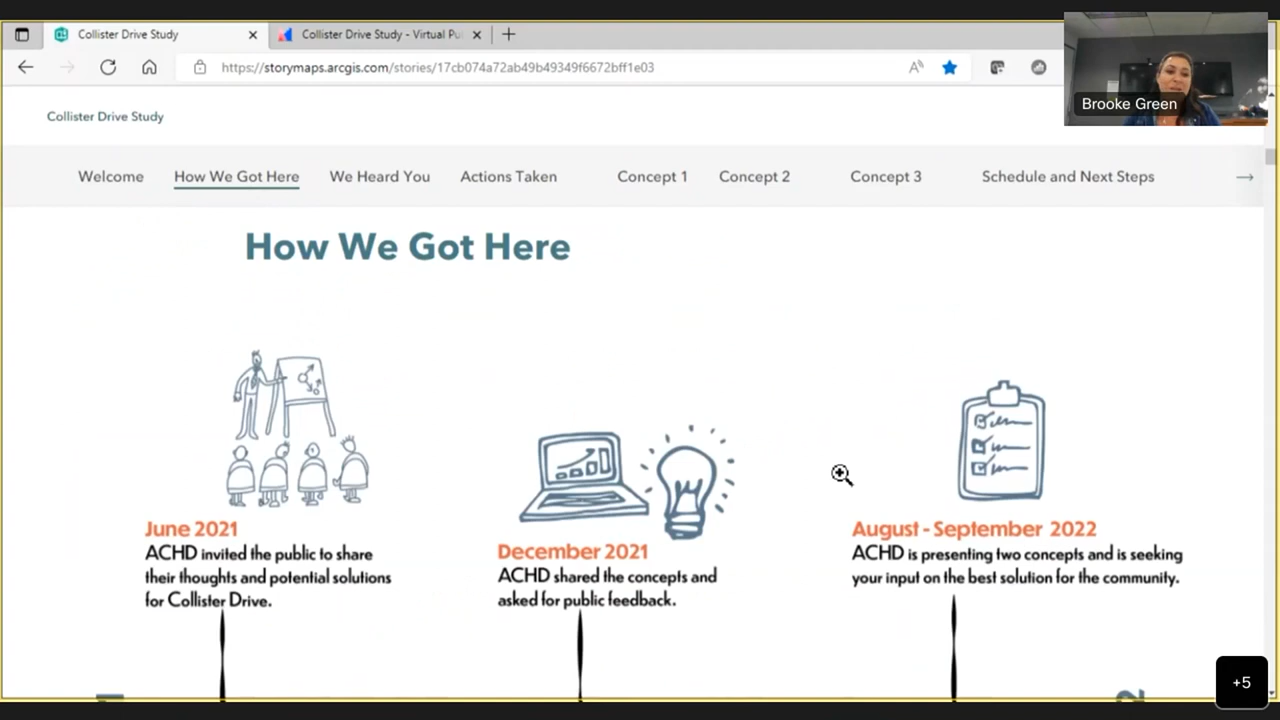 Collister Drive Study
Collister Drive Study - Virtual Pu
https://storymaps.arcgis.com/stories/17cb074a72ab49b49349f6672bff1e03
Brooke Green
Collister Drive Study
Welcome
How We Got Here
We Heard You
Actions Taken
Concept 1
Concept 2
Concept 3
Schedule and Next Steps
How We Got Here
June 2021
ACHD invited the public to share
their thoughts and potential solutions
for Collister Drive.
December 2021
ACHD shared the concepts and
asked for public feedback.
August - September 2022
ACHD is presenting two concepts and is seeking
your input on the best solution for the community.
+5